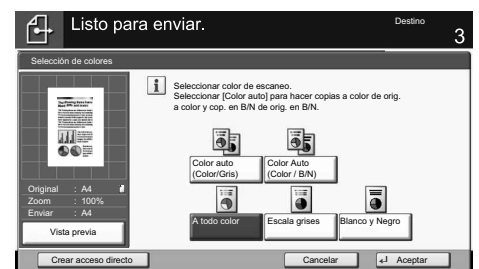 Listo para enviar.
Destino
3
Selección de colores
Seleccionar color de escaneo.
Seleccionar [Color auto] para hacer copias a color de orig.
a color y cop. en B/N de orig. en B/N.
Color auto
(Color/Gris)
Color Auto
(Color / B/N)
Original : A4
Zoom : 100%
Enviar : A4
A todo color
Escala grises
Blanco y Negro
Vista previa
Crear acceso directo
Cancelar
Aceptar